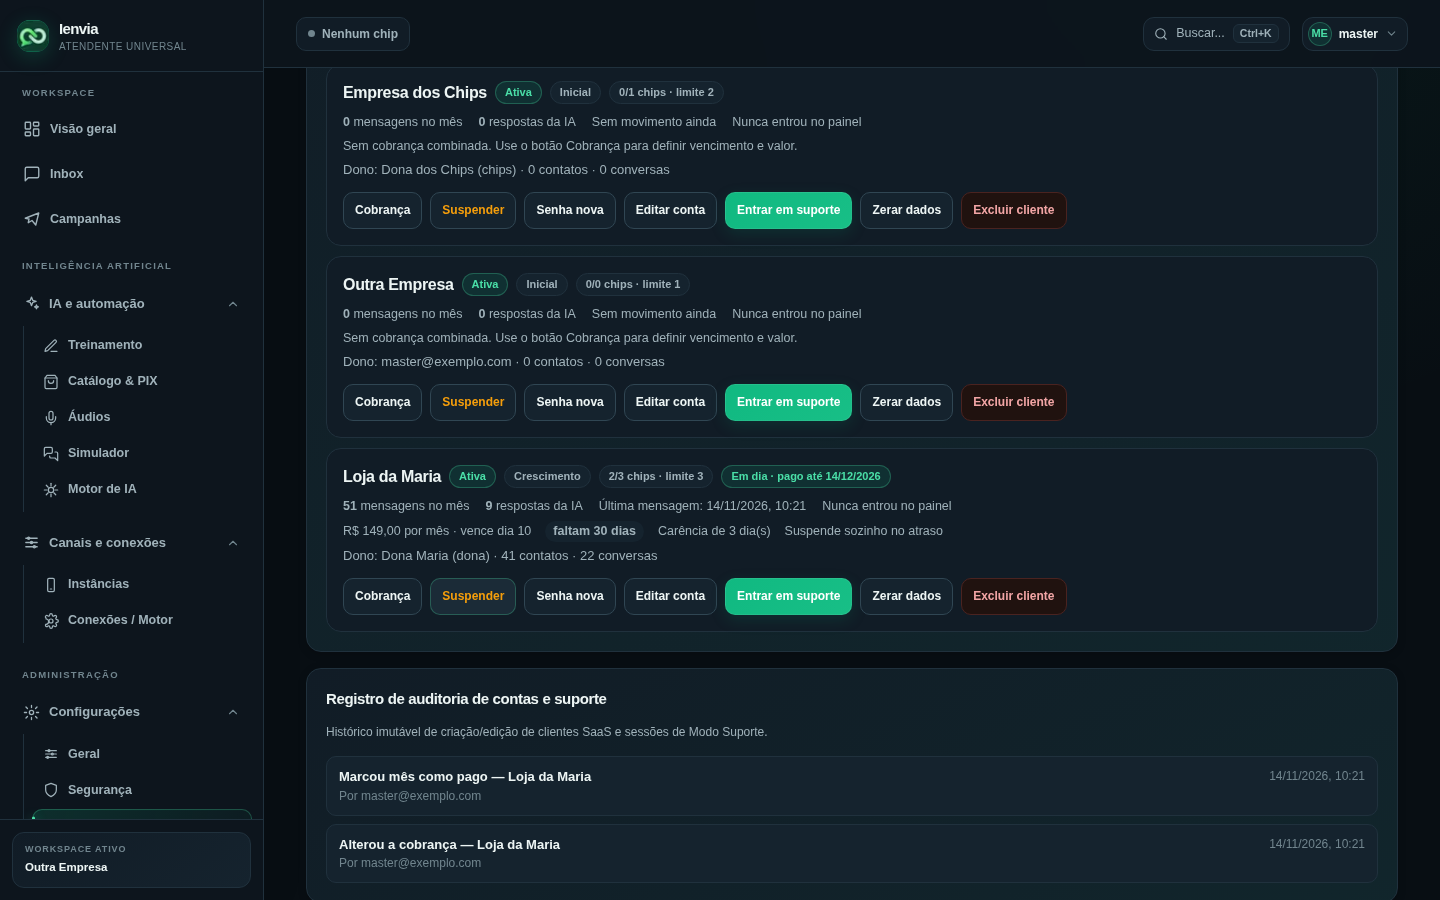 Ienvia
ATENDENTE UNIVERSAL
WORKSPACE
Visão geral
Inbox
Campanhas
INTELIGÊNCIA ARTIFICIAL
IA e automação
Treinamento
Catálogo & PIX
Áudios
Simulador
Motor de IA
Canais e conexões
Instâncias
Conexões / Motor
ADMINISTRAÇÃO
Configurações
Geral
Segurança
WORKSPACE ATIVO
Outra Empresa
Nenhum chip
Buscar... Ctrl+K
ME master
Empresa dos Chips Ativa Inicial 0/1 chips · limite 2
0 mensagens no mês 0 respostas da IA Sem movimento ainda Nunca entrou no painel
Sem cobrança combinada. Use o botão Cobrança para definir vencimento e valor.
Dono: Dona dos Chips (chips) · 0 contatos · 0 conversas
Cobrança Suspender Senha nova Editar conta Entrar em suporte Zerar dados Excluir cliente
Outra Empresa Ativa Inicial 0/0 chips · limite 1
0 mensagens no mês 0 respostas da IA Sem movimento ainda Nunca entrou no painel
Sem cobrança combinada. Use o botão Cobrança para definir vencimento e valor.
Dono: master@exemplo.com · 0 contatos · 0 conversas
Cobrança Suspender Senha nova Editar conta Entrar em suporte Zerar dados Excluir cliente
Loja da Maria Ativa Crescimento 2/3 chips · limite 3 Em dia · pago até 14/12/2026
51 mensagens no mês 9 respostas da IA Última mensagem: 14/11/2026, 10:21 Nunca entrou no painel
R$ 149,00 por mês · vence dia 10 faltam 30 dias Carência de 3 dia(s) Suspende sozinho no atraso
Dono: Dona Maria (dona) · 41 contatos · 22 conversas
Cobrança Suspender Senha nova Editar conta Entrar em suporte Zerar dados Excluir cliente
Registro de auditoria de contas e suporte
Histórico imutável de criação/edição de clientes SaaS e sessões de Modo Suporte.
Marcou mês como pago — Loja da Maria 14/11/2026, 10:21
Por master@exemplo.com
Alterou a cobrança — Loja da Maria 14/11/2026, 10:21
Por master@exemplo.com